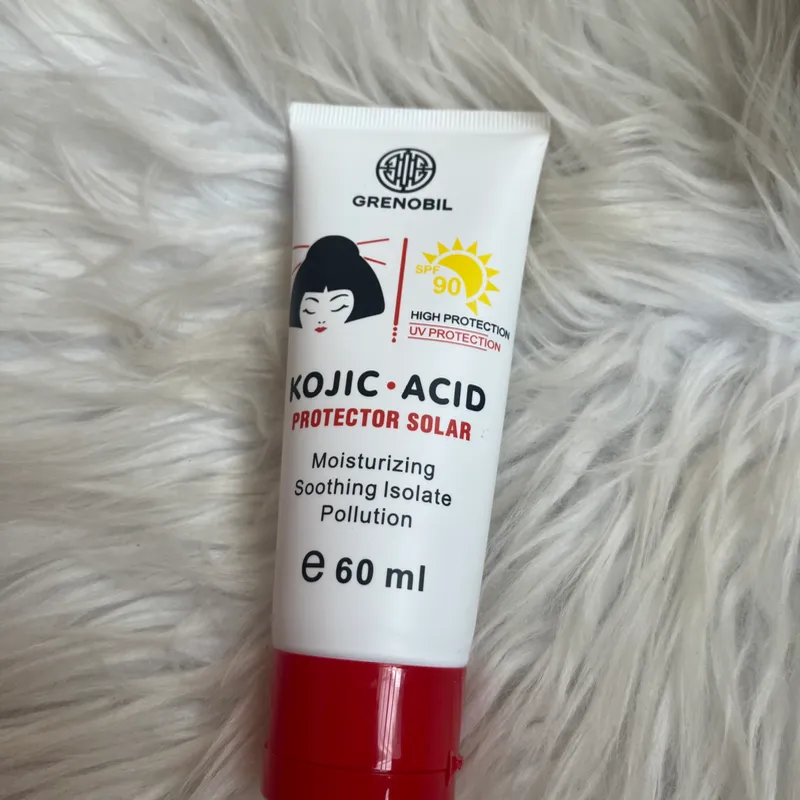 GRENOBIL
SPF
90
HIGH PROTECTION
UV PROTECTION
KOJIC • ACID
PROTECTOR SOLAR
Moisturizing
Soothing Isolate
Pollution
e 60 ml